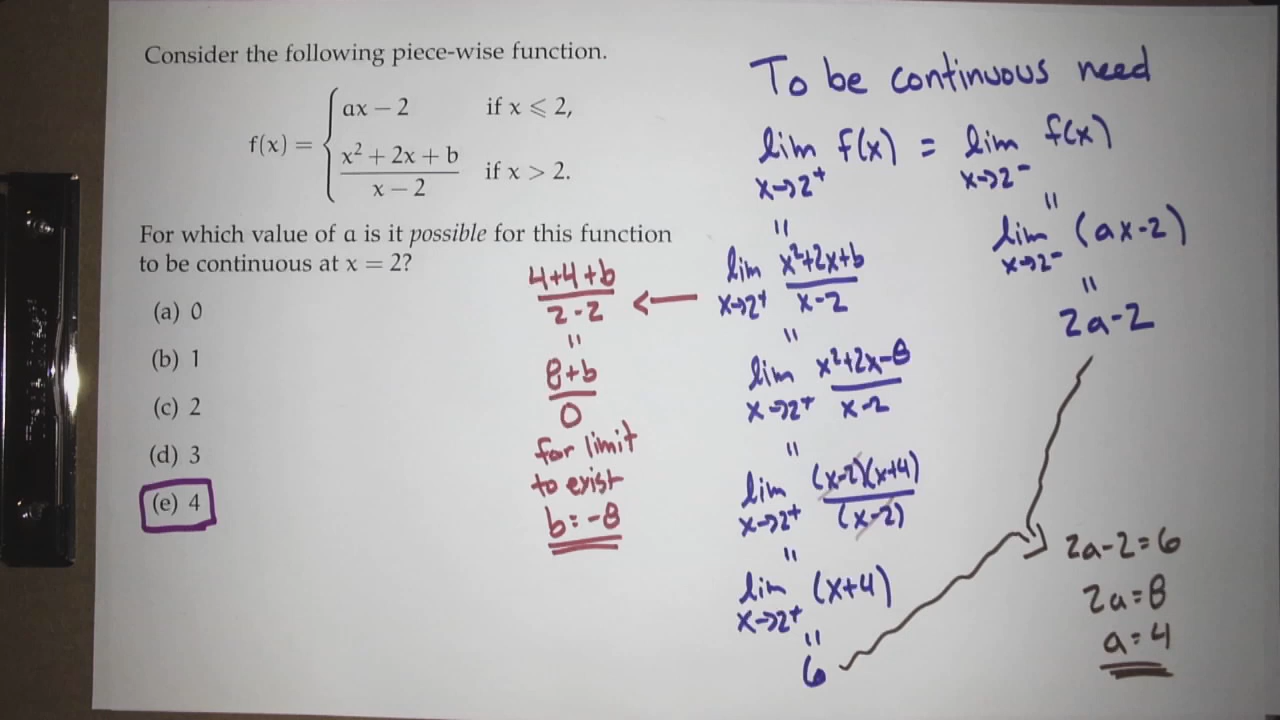 Consider the following piece-wise function.
f(x) = { ax − 2 if x ⩽ 2,
x² + 2x + b / x − 2 if x > 2.
For which value of a is it possible for this function
to be continuous at x = 2?
(a) 0
(b) 1
(c) 2
(d) 3
(e) 4
4+4+b
2-2
=
8+b
0
for limit
to exist
b=-8
To be continuous need
lim f(x) = lim f(x)
x→2⁺ x→2⁻
=
lim x²+2x+b
x→2⁺ x-2
=
lim x²+2x-8
x→2⁺ x-2
=
lim (x-2)(x+4)
x→2⁺ (x-2)
=
lim (x+4)
x→2⁺
=
6
=
lim (ax-2)
x→2⁻
=
2a-2
2a-2=6
2a=8
a=4